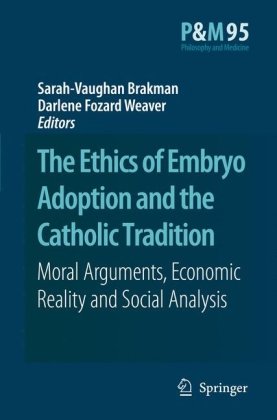 P&M 95
Philosophy and Medicine
Sarah-Vaughan Brakman
Darlene Fozard Weaver
Editors
The Ethics of Embryo
Adoption and the
Catholic Tradition
Moral Arguments, Economic
Reality and Social Analysis
Springer